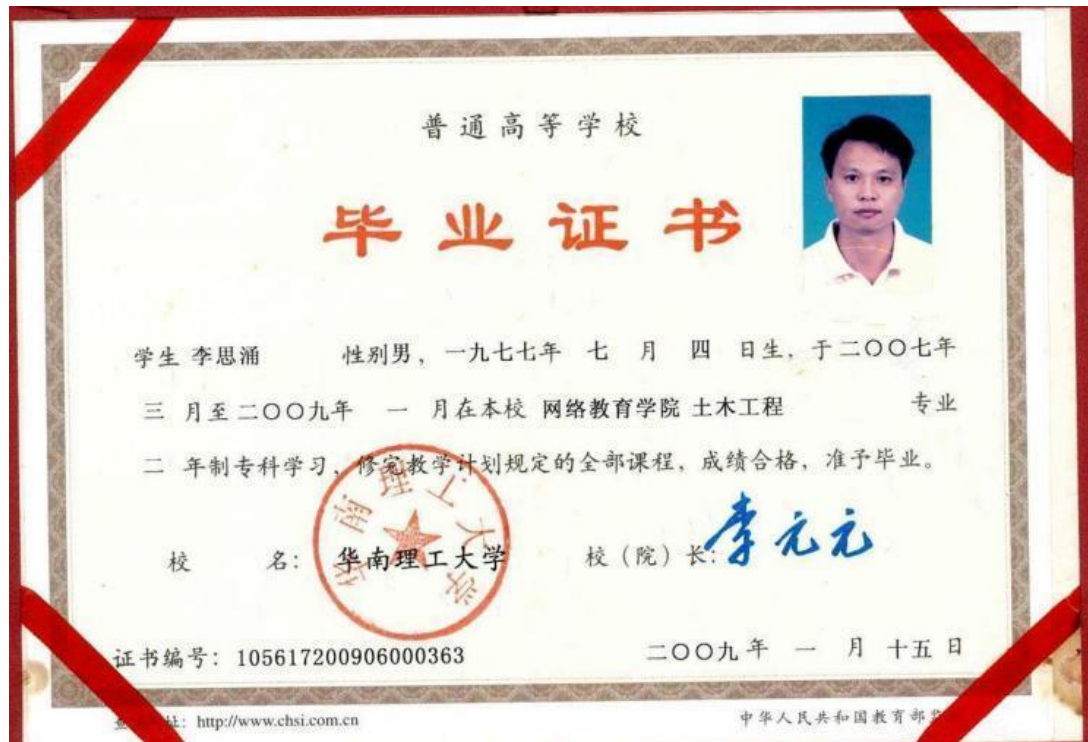 普通高等学校
毕业证书
学生 李思涌 性别男，一九七七年 七 月 四 日生，于二〇〇七年
三 月至二〇〇九年 一 月在本校 网络教育学院 土木工程 专业
二 年制专科学习，修完教学计划规定的全部课程，成绩合格，准予毕业。
华南理工大学
校 名： 华南理工大学 校（院）长： 李元元
证书编号：105617200906000363 二〇〇九年 一 月 十五 日
http://www.chsi.com.cn 中华人民共和国教育部